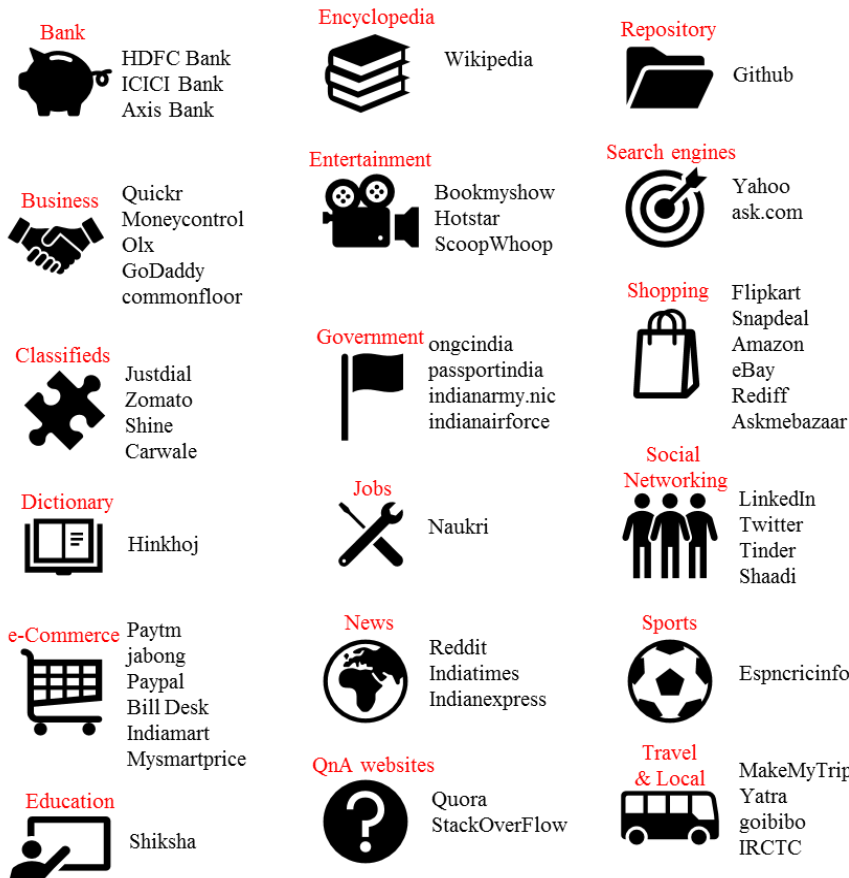 Bank
HDFC Bank
ICICI Bank
Axis Bank
Business
Quickr
Moneycontrol
Olx
GoDaddy
commonfloor
Classifieds
Justdial
Zomato
Shine
Carwale
Dictionary
Hinkhoj
e-Commerce
Paytm
jabong
Paypal
Bill Desk
Indiamart
Mysmartprice
Education
Shiksha
Encyclopedia
Wikipedia
Entertainment
Bookmyshow
Hotstar
ScoopWhoop
Government
ongcindia
passportindia
indianarmy.nic
indianairforce
Jobs
Naukri
News
Reddit
Indiatimes
Indianexpress
QnA websites
Quora
StackOverFlow
Repository
Github
Search engines
Yahoo
ask.com
Shopping
Flipkart
Snapdeal
Amazon
eBay
Rediff
Askmebazaar
Social
Networking
LinkedIn
Twitter
Tinder
Shaadi
Sports
Espncricinfo
Travel
& Local
MakeMyTrip
Yatra
goibibo
IRCTC